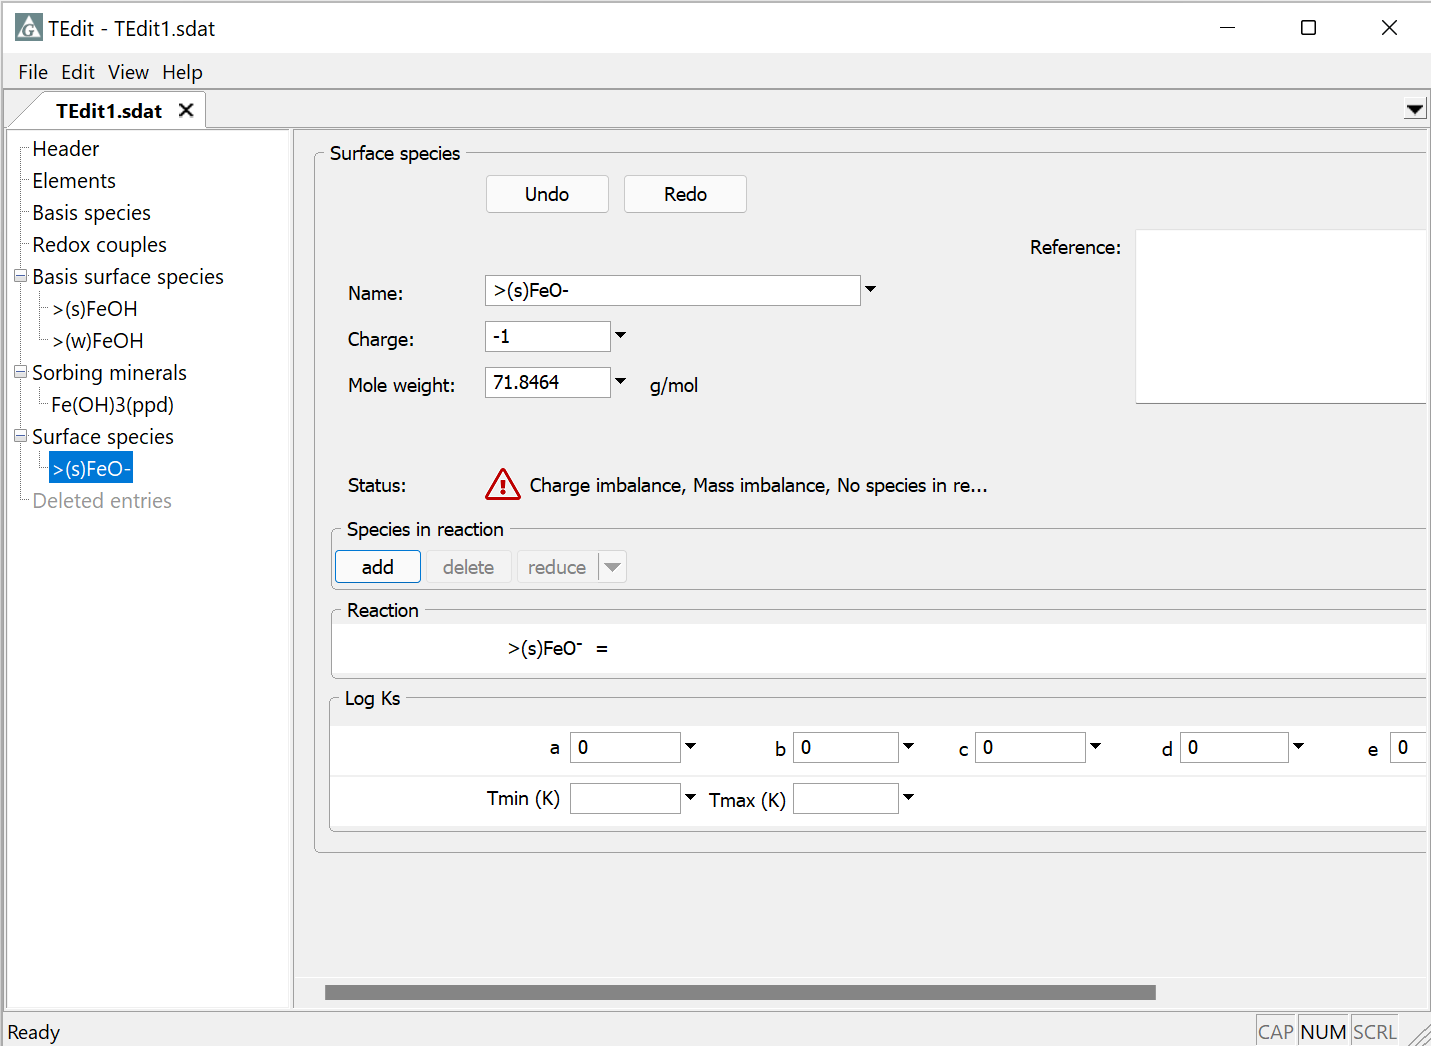 TEdit - TEdit1.sdat
File Edit View Help
TEdit1.sdat
Header
Elements
Basis species
Redox couples
Basis surface species
>(s)FeOH
>(w)FeOH
Sorbing minerals
Fe(OH)3(ppd)
Surface species
>(s)FeO-
Deleted entries
Surface species
Undo Redo
Reference:
Name: >(s)FeO-
Charge: -1
Mole weight: 71.8464 g/mol
Status: Charge imbalance, Mass imbalance, No species in re...
Species in reaction
add delete reduce
Reaction
>(s)FeO⁻ =
Log Ks
a 0 b 0 c 0 d 0 e 0
Tmin (K) Tmax (K)
Ready CAP NUM SCRL